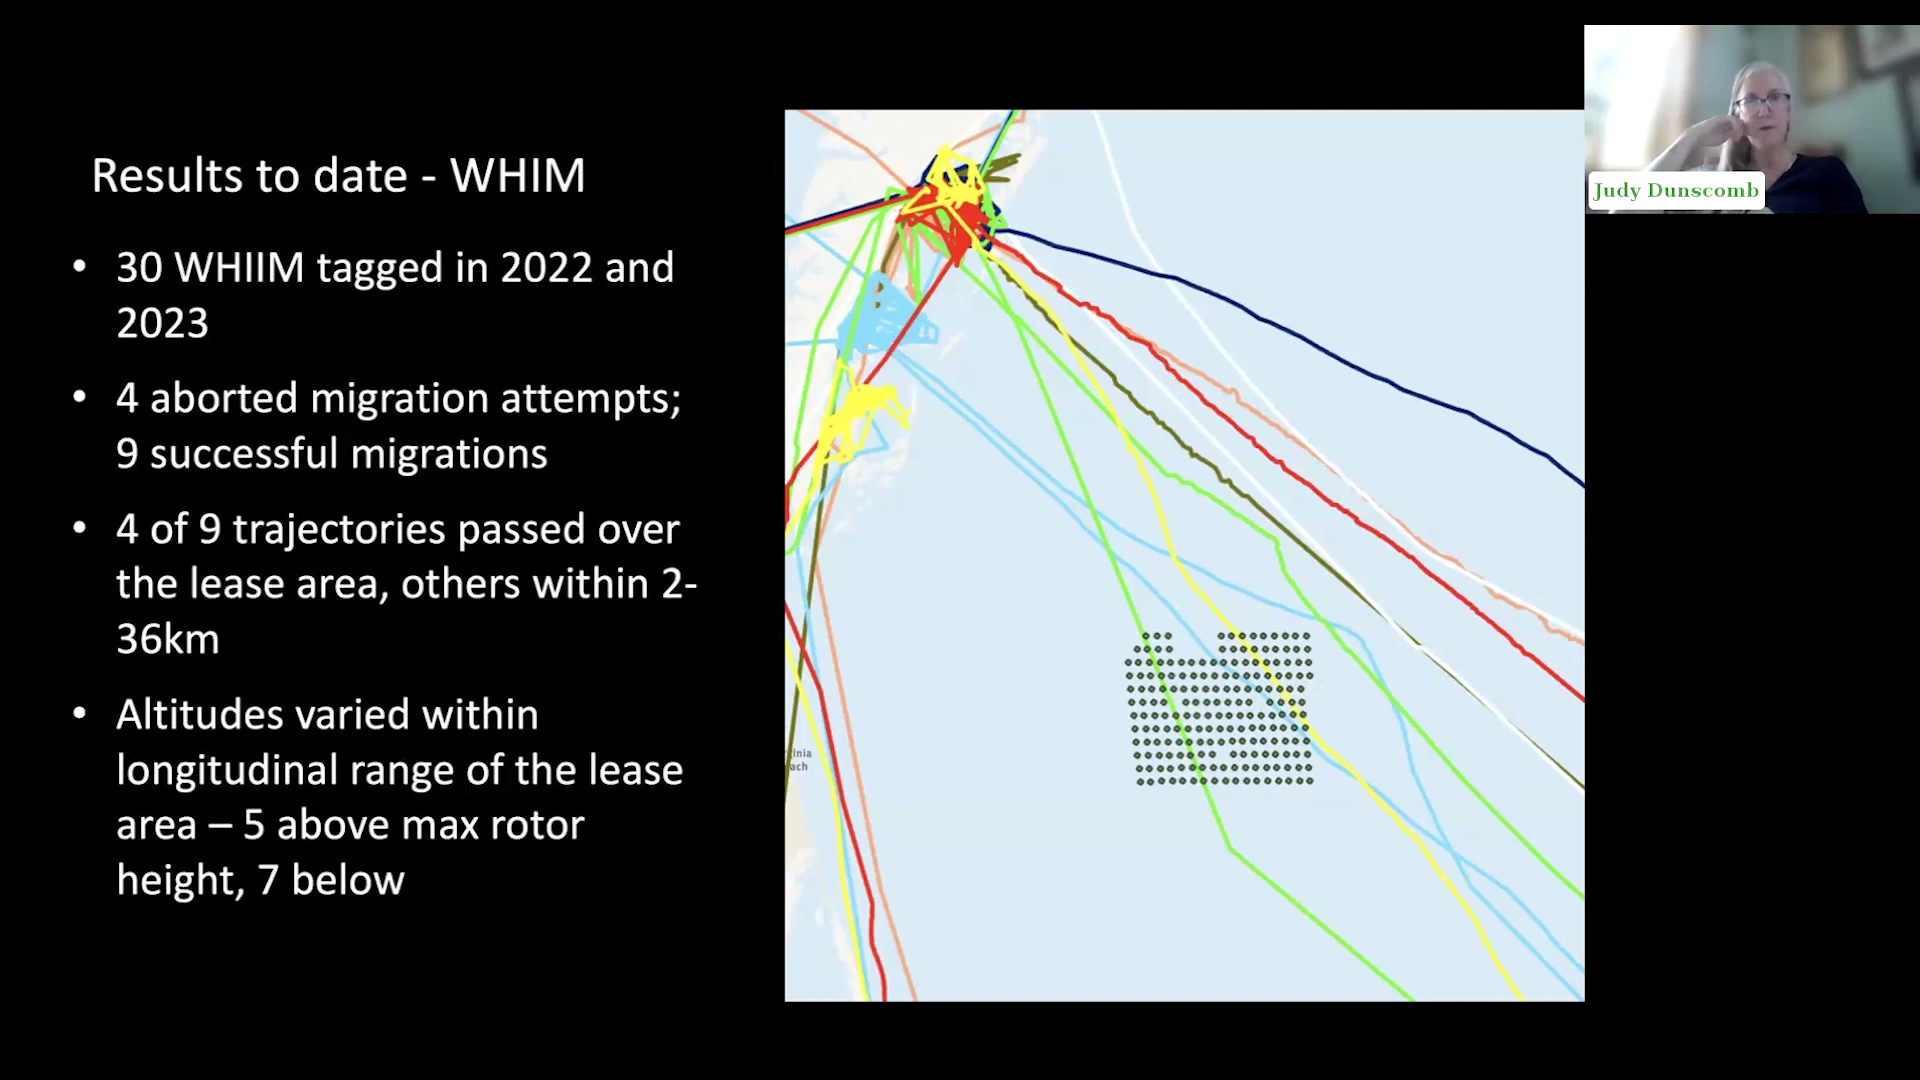 Judy Dunscomb
Results to date - WHIM
• 30 WHIIM tagged in 2022 and
2023
• 4 aborted migration attempts;
9 successful migrations
• 4 of 9 trajectories passed over
the lease area, others within 2-
36km
• Altitudes varied within
longitudinal range of the lease
area – 5 above max rotor
height, 7 below